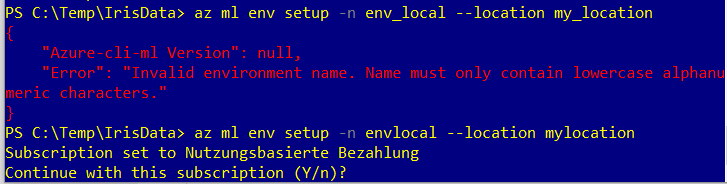 PS C:\Temp\IrisData> az ml env setup -n env_local --location my_location
{
    "Azure-cli-ml Version": null,
    "Error": "Invalid environment name. Name must only contain lowercase alphanu
meric characters."
}
PS C:\Temp\IrisData> az ml env setup -n envlocal --location mylocation
Subscription set to Nutzungsbasierte Bezahlung
Continue with this subscription (Y/n)?